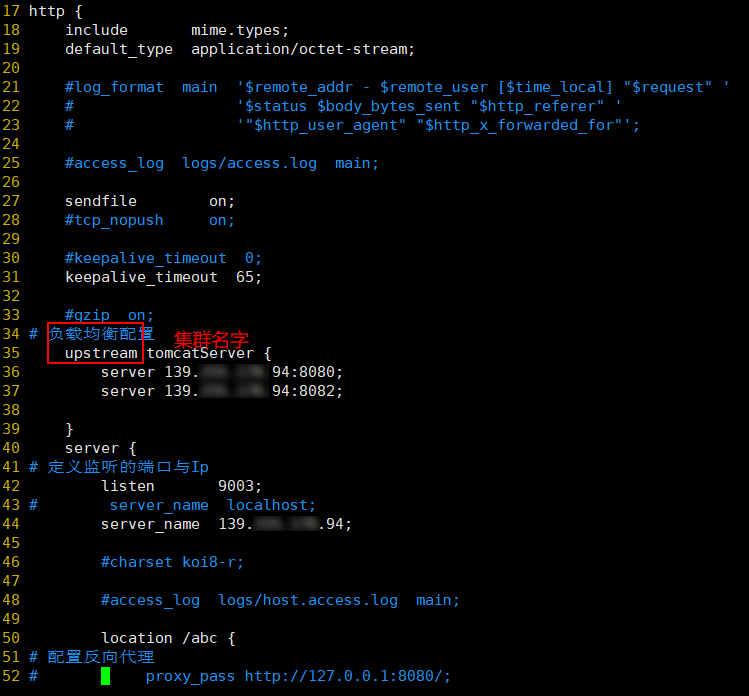 17 http {
18     include       mime.types;
19     default_type  application/octet-stream;
20
21     #log_format  main  '$remote_addr - $remote_user [$time_local] "$request" '
22     #                  '$status $body_bytes_sent "$http_referer" '
23     #                  '"$http_user_agent" "$http_x_forwarded_for"';
24
25     #access_log  logs/access.log  main;
26
27     sendfile        on;
28     #tcp_nopush     on;
29
30     #keepalive_timeout  0;
31     keepalive_timeout  65;
32
33     #gzip  on;
34 # 负载均衡配置
集群名字
35     upstream tomcatServer {
36         server 139. 94:8080;
37         server 139. 94:8082;
38
39     }
40     server {
41 # 定义监听的端口与Ip
42         listen       9003;
43 #        server_name  localhost;
44         server_name  139. .94;
45
46         #charset koi8-r;
47
48         #access_log  logs/host.access.log  main;
49
50         location /abc {
51 # 配置反向代理
52 #            proxy_pass http://127.0.0.1:8080/;